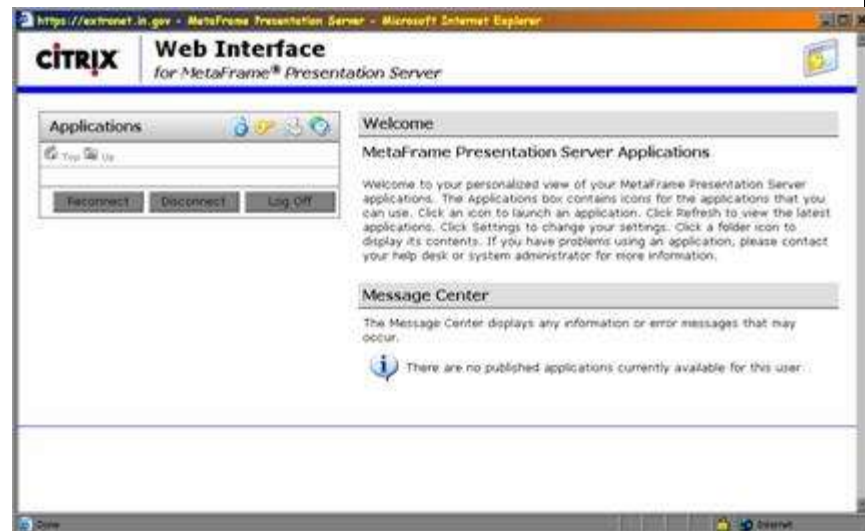 https://extranet.in.gov - MetaFrame Presentation Server - Microsoft Internet Explorer
CITRIX
Web Interface
for MetaFrame® Presentation Server
Applications
Top Up
Reconnect Disconnect Log Off
Welcome
MetaFrame Presentation Server Applications
Welcome to your personalized view of your MetaFrame Presentation Server
applications. The Applications box contains icons for the applications that you
can use. Click an icon to launch an application. Click Refresh to view the latest
applications. Click Settings to change your settings. Click a folder icon to
display its contents. If you have problems using an application, please contact
your help desk or system administrator for more information.
Message Center
The Message Center displays any information or error messages that may
occur.
There are no published applications currently available for this user
Done
Internet